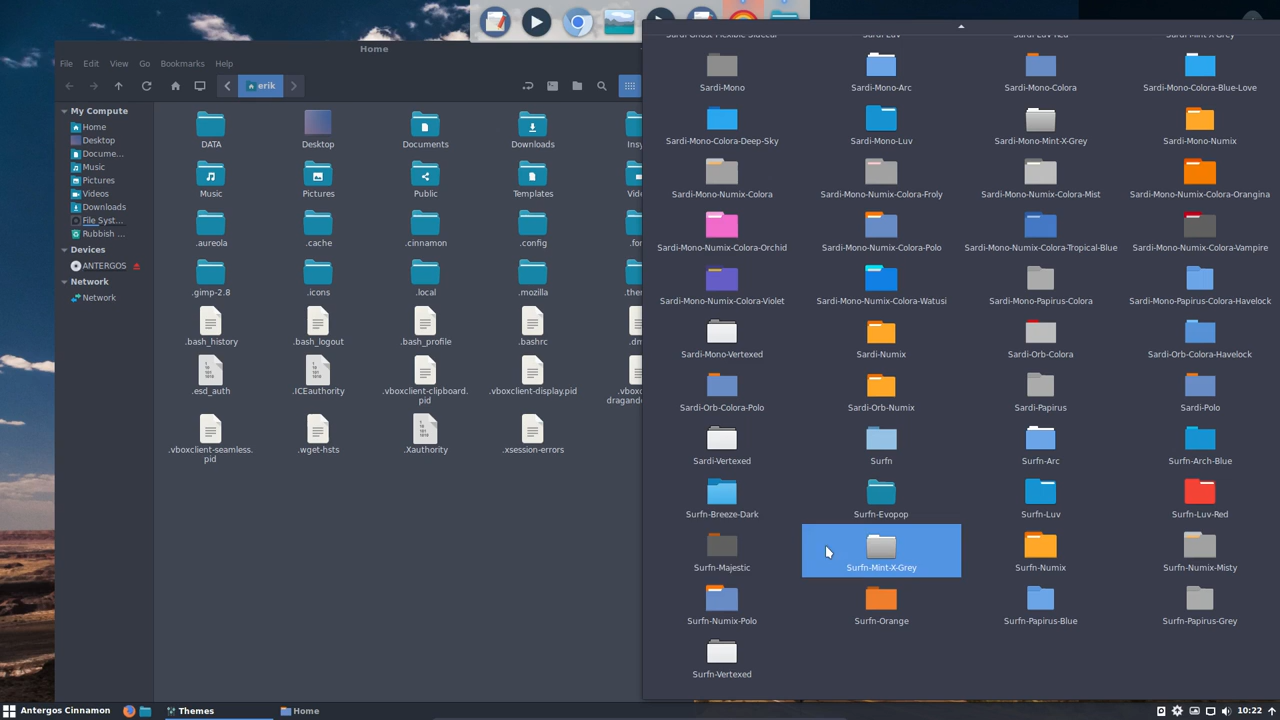 Home
File Edit View Go Bookmarks Help
erik
My Compute
Home
Desktop
Docume...
Music
Pictures
Videos
Downloads
File Syst...
Rubbish ...
Devices
ANTERGOS
Network
Network
DATA
Desktop
Documents
Downloads
Music
Pictures
Public
Templates
.aureola
.cache
.cinnamon
.config
.gimp-2.8
.icons
.local
.mozilla
.bash_history
.bash_logout
.bash_profile
.bashrc
.esd_auth
.ICEauthority
.vboxclient-clipboard.
pid
.vboxclient-display.pid
.vboxclient-seamless.
pid
.wget-hsts
.Xauthority
.xsession-errors
Sardi-Mono
Sardi-Mono-Arc
Sardi-Mono-Colora
Sardi-Mono-Colora-Blue-Love
Sardi-Mono-Colora-Deep-Sky
Sardi-Mono-Luv
Sardi-Mono-Mint-X-Grey
Sardi-Mono-Numix
Sardi-Mono-Numix-Colora
Sardi-Mono-Numix-Colora-Froly
Sardi-Mono-Numix-Colora-Mist
Sardi-Mono-Numix-Colora-Orangina
Sardi-Mono-Numix-Colora-Orchid
Sardi-Mono-Numix-Colora-Polo
Sardi-Mono-Numix-Colora-Tropical-Blue
Sardi-Mono-Numix-Colora-Vampire
Sardi-Mono-Numix-Colora-Violet
Sardi-Mono-Numix-Colora-Watusi
Sardi-Mono-Papirus-Colora
Sardi-Mono-Papirus-Colora-Havelock
Sardi-Mono-Vertexed
Sardi-Numix
Sardi-Orb-Colora
Sardi-Orb-Colora-Havelock
Sardi-Orb-Colora-Polo
Sardi-Orb-Numix
Sardi-Papirus
Sardi-Polo
Sardi-Vertexed
Surfn
Surfn-Arc
Surfn-Arch-Blue
Surfn-Breeze-Dark
Surfn-Evopop
Surfn-Luv
Surfn-Luv-Red
Surfn-Majestic
Surfn-Mint-X-Grey
Surfn-Numix
Surfn-Numix-Misty
Surfn-Numix-Polo
Surfn-Orange
Surfn-Papirus-Blue
Surfn-Papirus-Grey
Surfn-Vertexed
Antergos Cinnamon
Themes
Home
10:22